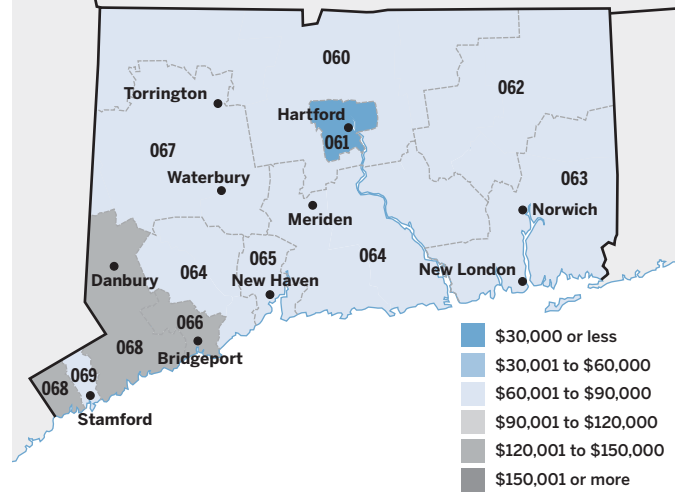 060
062
Torrington
Hartford
061
067
063
Waterbury
Meriden
Norwich
065
064
064
New London
Danbury
New Haven
066
068
Bridgeport
069
068
Stamford
$30,000 or less
$30,001 to $60,000
$60,001 to $90,000
$90,001 to $120,000
$120,001 to $150,000
$150,001 or more